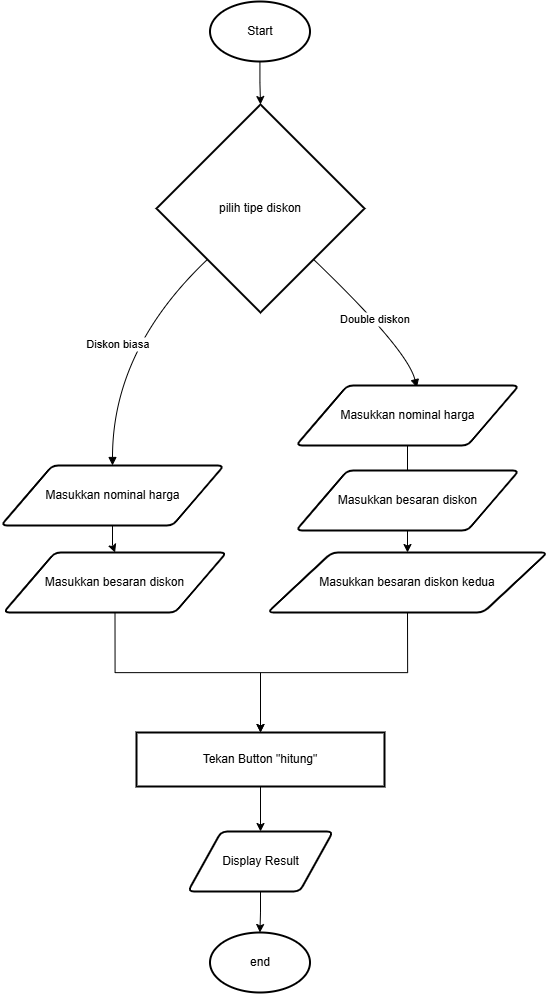 Start
pilih tipe diskon
Diskon biasa
Double diskon
Masukkan nominal harga
Masukkan nominal harga
Masukkan besaran diskon
Masukkan besaran diskon
Masukkan besaran diskon kedua
Tekan Button "hitung"
Display Result
end